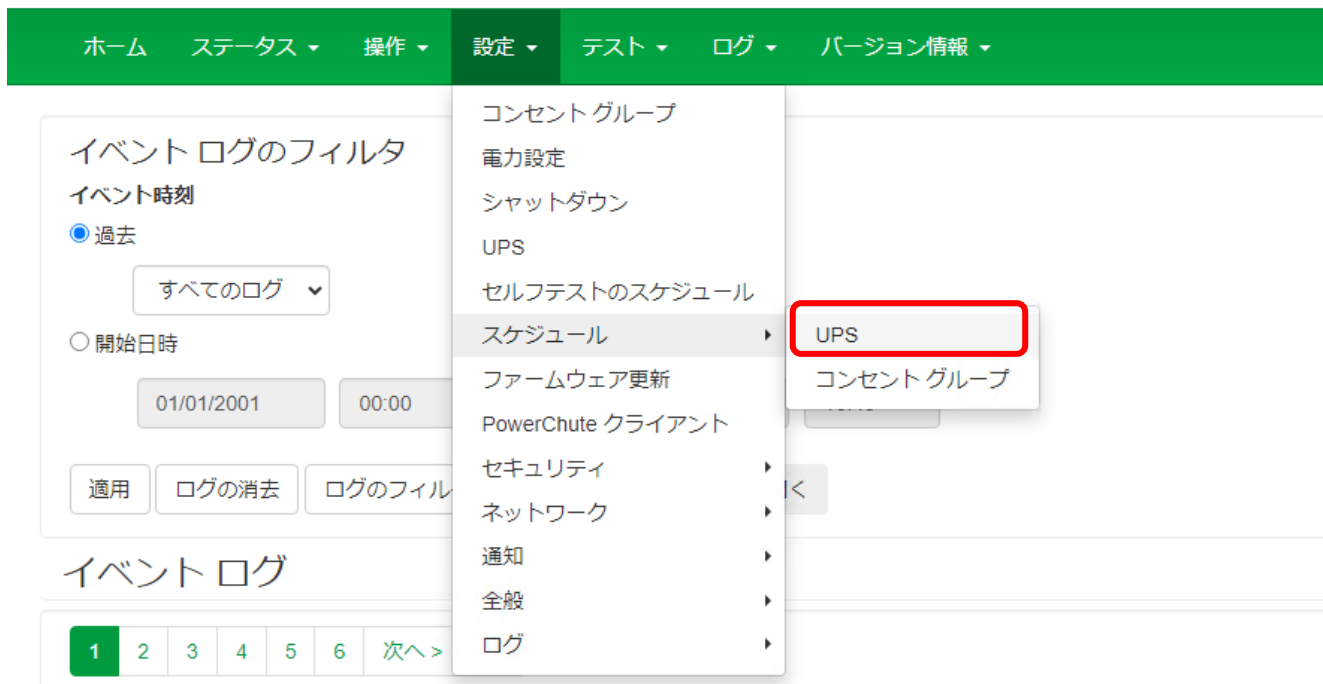 ホーム ステータス 操作 設定 テスト ログ バージョン情報
イベント ログのフィルタ
イベント時刻
過去
すべてのログ
開始日時
01/01/2001 00:00
適用 ログの消去 ログのフィル
く
イベント ログ
1 2 3 4 5 6 次へ >
コンセント グループ
電力設定
シャットダウン
UPS
セルフテストのスケジュール
スケジュール
ファームウェア更新
PowerChute クライアント
セキュリティ
ネットワーク
通知
全般
ログ
UPS
コンセント グループ